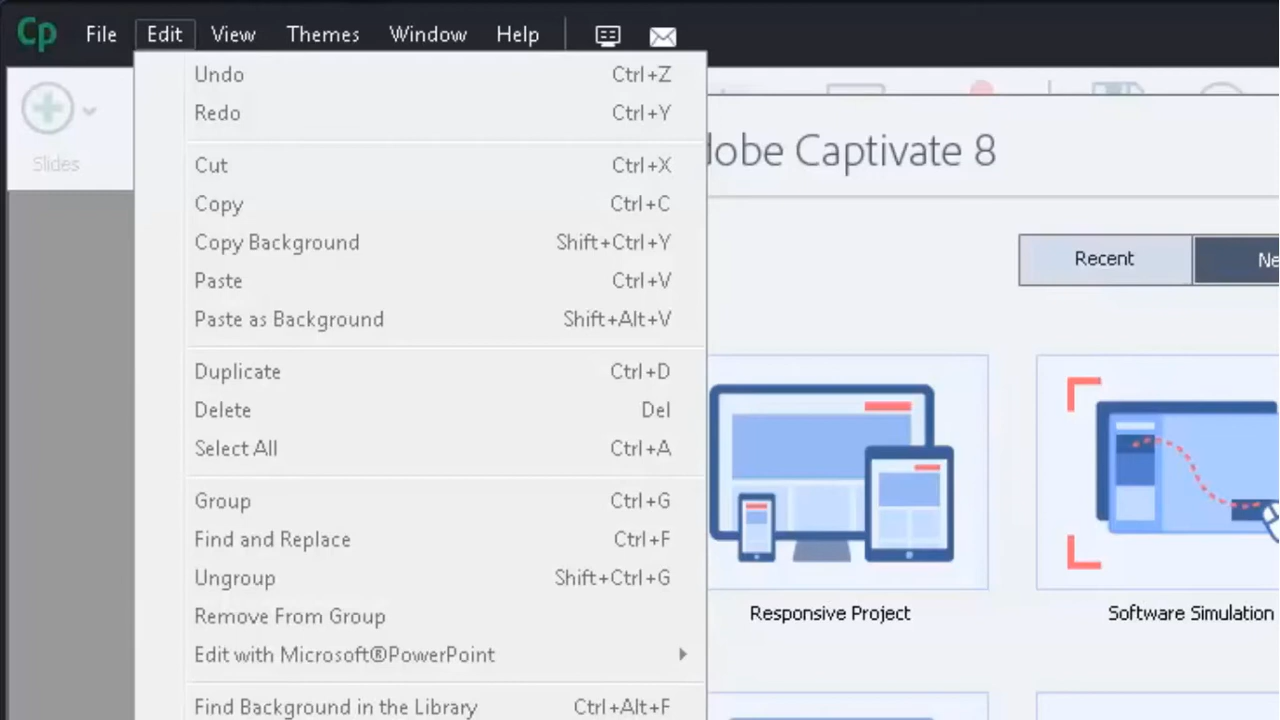 Cp File Edit View Themes Window Help
Undo Ctrl+Z
Redo Ctrl+Y
Slides
Cut Ctrl+X
Copy Ctrl+C
Copy Background Shift+Ctrl+Y
Paste Ctrl+V
Paste as Background Shift+Alt+V
Duplicate Ctrl+D
Delete Del
Select All Ctrl+A
Group Ctrl+G
Find and Replace Ctrl+F
Ungroup Shift+Ctrl+G
Remove From Group
Edit with Microsoft®PowerPoint
Find Background in the Library Ctrl+Alt+F
dobe Captivate 8
Recent Ne
Responsive Project Software Simulation